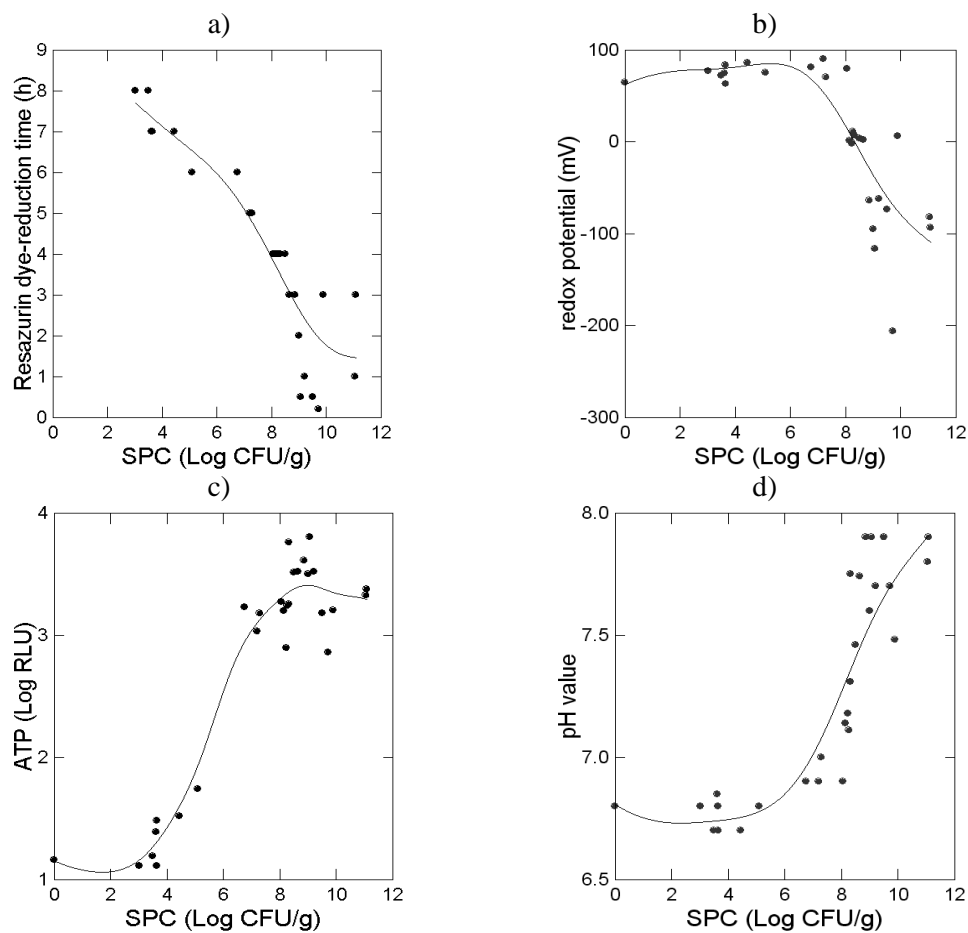 a)
Resazurin dye-reduction time (h)
9
8
7
6
5
4
3
2
1
0
0 2 4 6 8 10 12
SPC (Log CFU/g)
b)
redox potential (mV)
100
0
-100
-200
-300
0 2 4 6 8 10 12
SPC (Log CFU/g)
c)
ATP (Log RLU)
4
3
2
1
0 2 4 6 8 10 12
SPC (Log CFU/g)
d)
pH value
8.0
7.5
7.0
6.5
0 2 4 6 8 10 12
SPC (Log CFU/g)